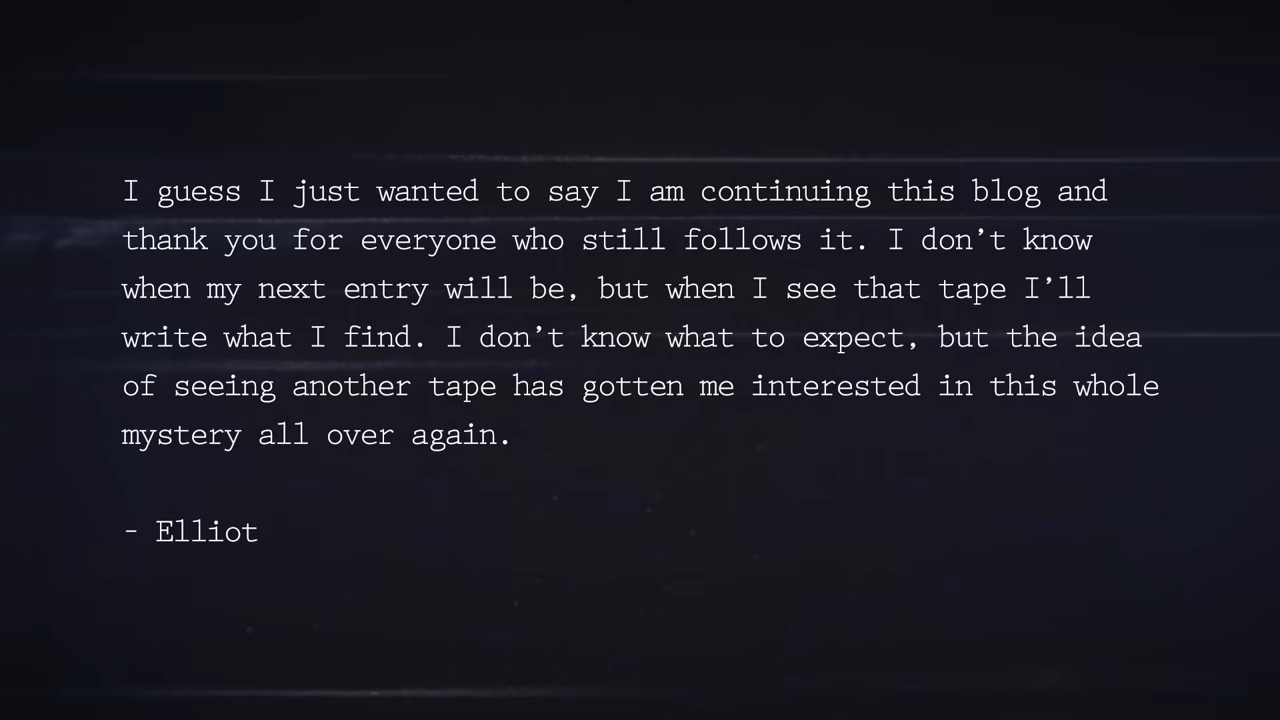 I guess I just wanted to say I am continuing this blog and
thank you for everyone who still follows it. I don’t know
when my next entry will be, but when I see that tape I’ll
write what I find. I don’t know what to expect, but the idea
of seeing another tape has gotten me interested in this whole
mystery all over again.
- Elliot